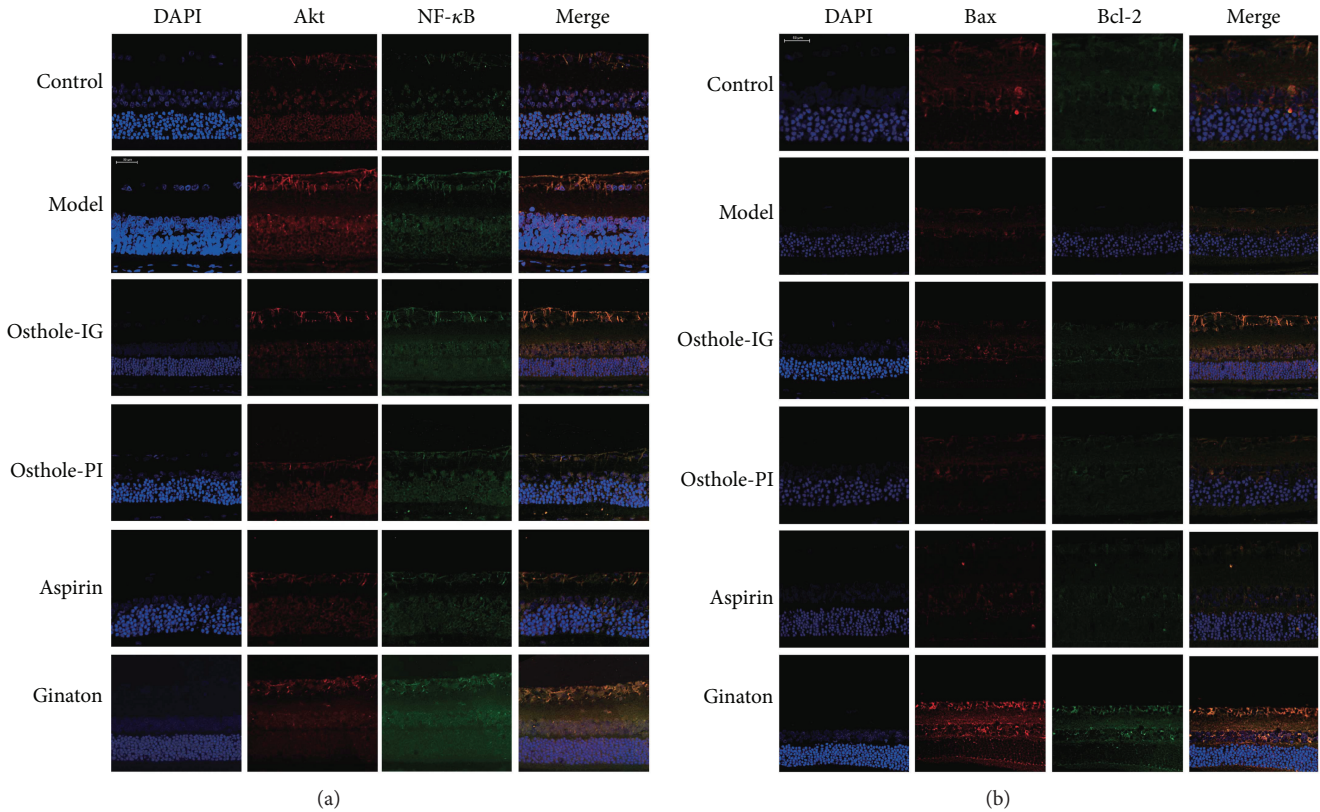 DAPI Akt NF-κB Merge
Control
Model
Osthole-IG
Osthole-PI
Aspirin
Ginaton
(a)
DAPI Bax Bcl-2 Merge
Control
Model
Osthole-IG
Osthole-PI
Aspirin
Ginaton
(b)